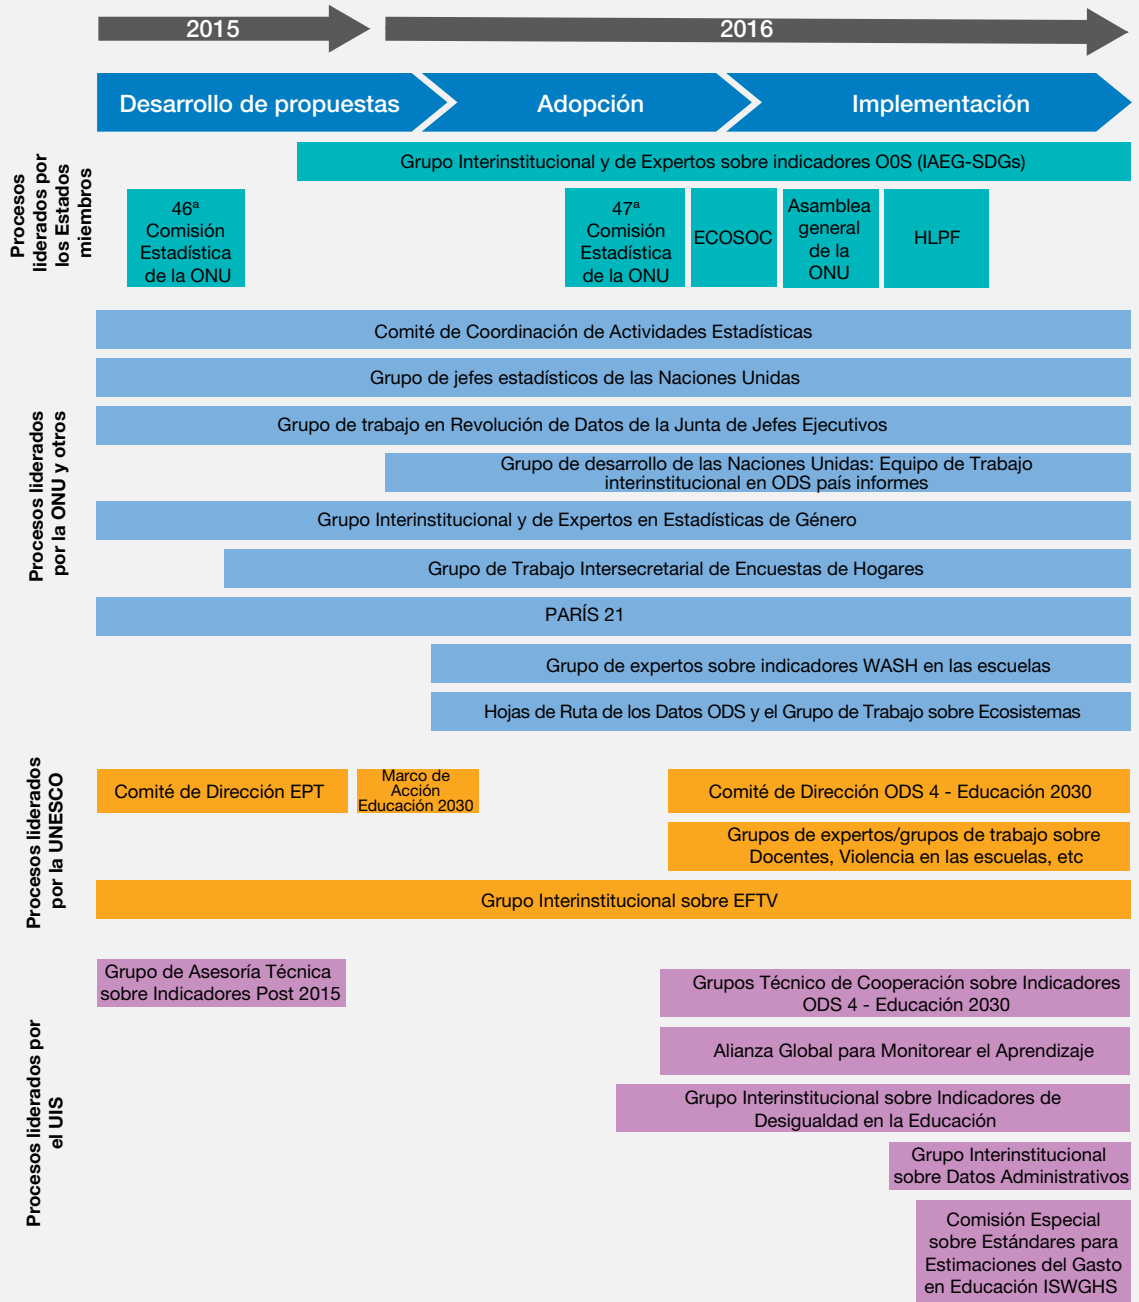 2015
2016
Desarrollo de propuestas
Adopción
Implementación
Procesos
liderados por
los Estados
miembros
Grupo Interinstitucional y de Expertos sobre indicadores O0S (IAEG-SDGs)
46ª
Comisión
Estadística
de la ONU
47ª
Comisión
Estadística
de la ONU
ECOSOC
Asamblea
general
de la
ONU
HLPF
Procesos liderados
por la ONU y otros
Comité de Coordinación de Actividades Estadísticas
Grupo de jefes estadísticos de las Naciones Unidas
Grupo de trabajo en Revolución de Datos de la Junta de Jefes Ejecutivos
Grupo de desarrollo de las Naciones Unidas: Equipo de Trabajo
interinstitucional en ODS país informes
Grupo Interinstitucional y de Expertos en Estadísticas de Género
Grupo de Trabajo Intersecretarial de Encuestas de Hogares
PARÍS 21
Grupo de expertos sobre indicadores WASH en las escuelas
Hojas de Ruta de los Datos ODS y el Grupo de Trabajo sobre Ecosistemas
Procesos liderados
por la UNESCO
Comité de Dirección EPT
Marco de
Acción
Educación 2030
Comité de Dirección ODS 4 - Educación 2030
Grupos de expertos/grupos de trabajo sobre
Docentes, Violencia en las escuelas, etc
Grupo Interinstitucional sobre EFTV
Procesos liderados por
el UIS
Grupo de Asesoría Técnica
sobre Indicadores Post 2015
Grupos Técnico de Cooperación sobre Indicadores
ODS 4 - Educación 2030
Alianza Global para Monitorear el Aprendizaje
Grupo Interinstitucional sobre Indicadores de
Desigualdad en la Educación
Grupo Interinstitucional
sobre Datos Administrativos
Comisión Especial
sobre Estándares para
Estimaciones del Gasto
en Educación ISWGHS